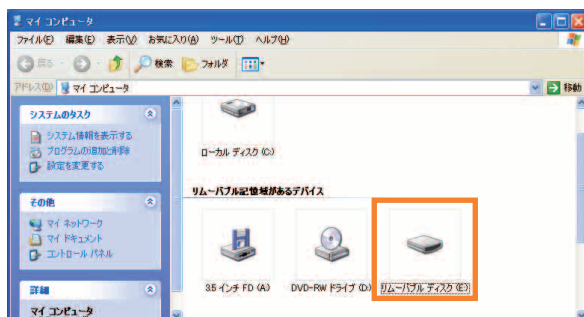 マイ コンピュータ
ファイル(F) 編集(E) 表示(V) お気に入り(A) ツール(T) ヘルプ(H)
戻る 検索 フォルダ
アドレス(D) マイ コンピュータ 移動
システムのタスク
システム情報を表示する
プログラムの追加と削除
設定を変更する
その他
マイ ネットワーク
マイ ドキュメント
コントロール パネル
詳細
マイ コンピュータ
ローカル ディスク (C:)
リムーバブル記憶域があるデバイス
3.5 インチ FD (A:)
DVD-RW ドライブ (D:)
リムーバブル ディスク (E:)